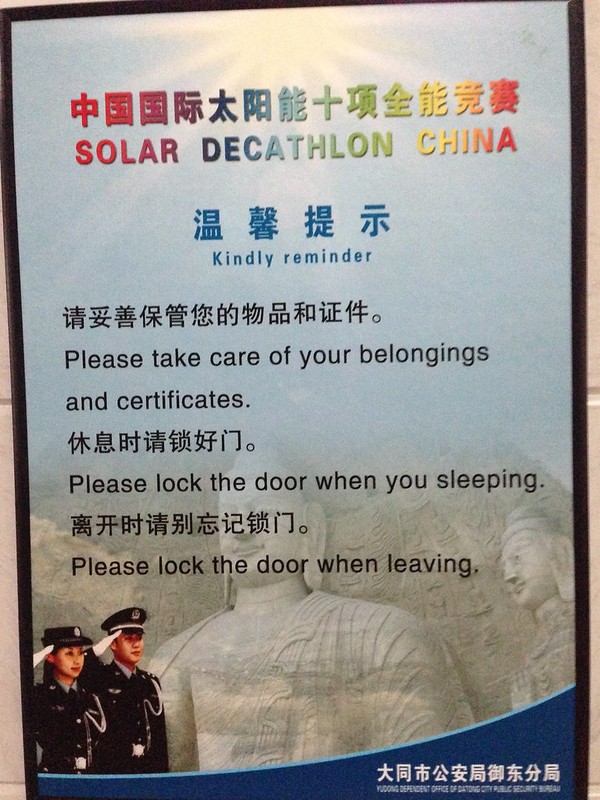 中国国际太阳能十项全能竞赛
SOLAR DECATHLON CHINA
温馨提示
Kindly reminder
请妥善保管您的物品和证件。
Please take care of your belongings
and certificates.
休息时请锁好门。
Please lock the door when you sleeping.
离开时请别忘记锁门。
Please lock the door when leaving.
大同市公安局御东分局
YUDONG DEPENDENT OFFICE OF DATONG CITY PUBLIC SECURITY BUREAU